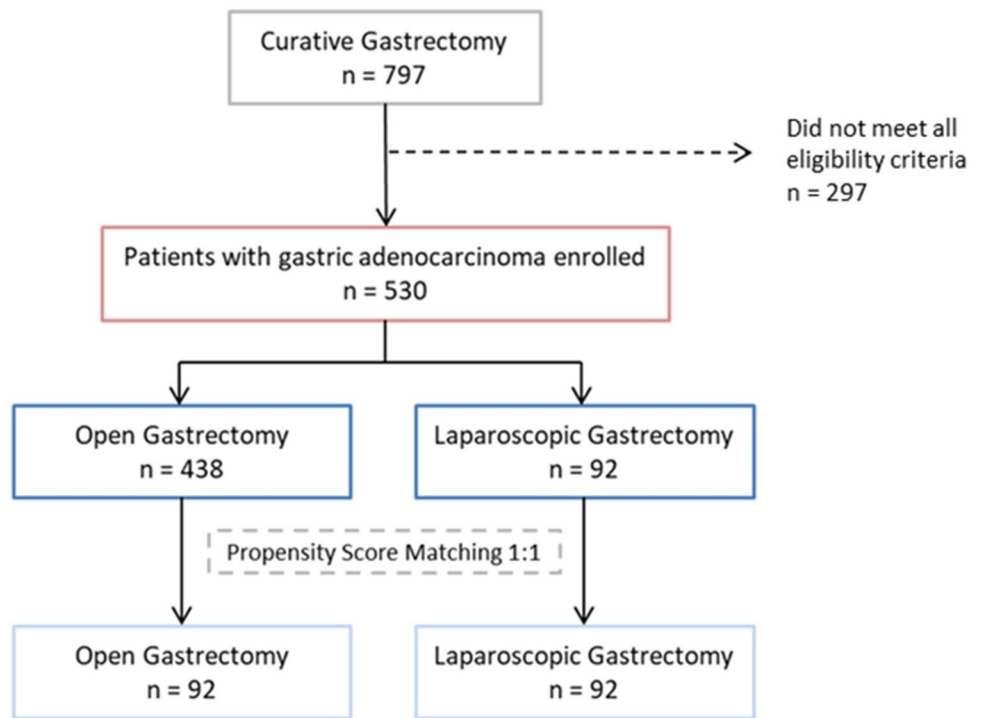 Curative Gastrectomy
n = 797
Did not meet all
eligibility criteria
n = 297
Patients with gastric adenocarcinoma enrolled
n = 530
Open Gastrectomy
n = 438
Laparoscopic Gastrectomy
n = 92
Propensity Score Matching 1:1
Open Gastrectomy
n = 92
Laparoscopic Gastrectomy
n = 92